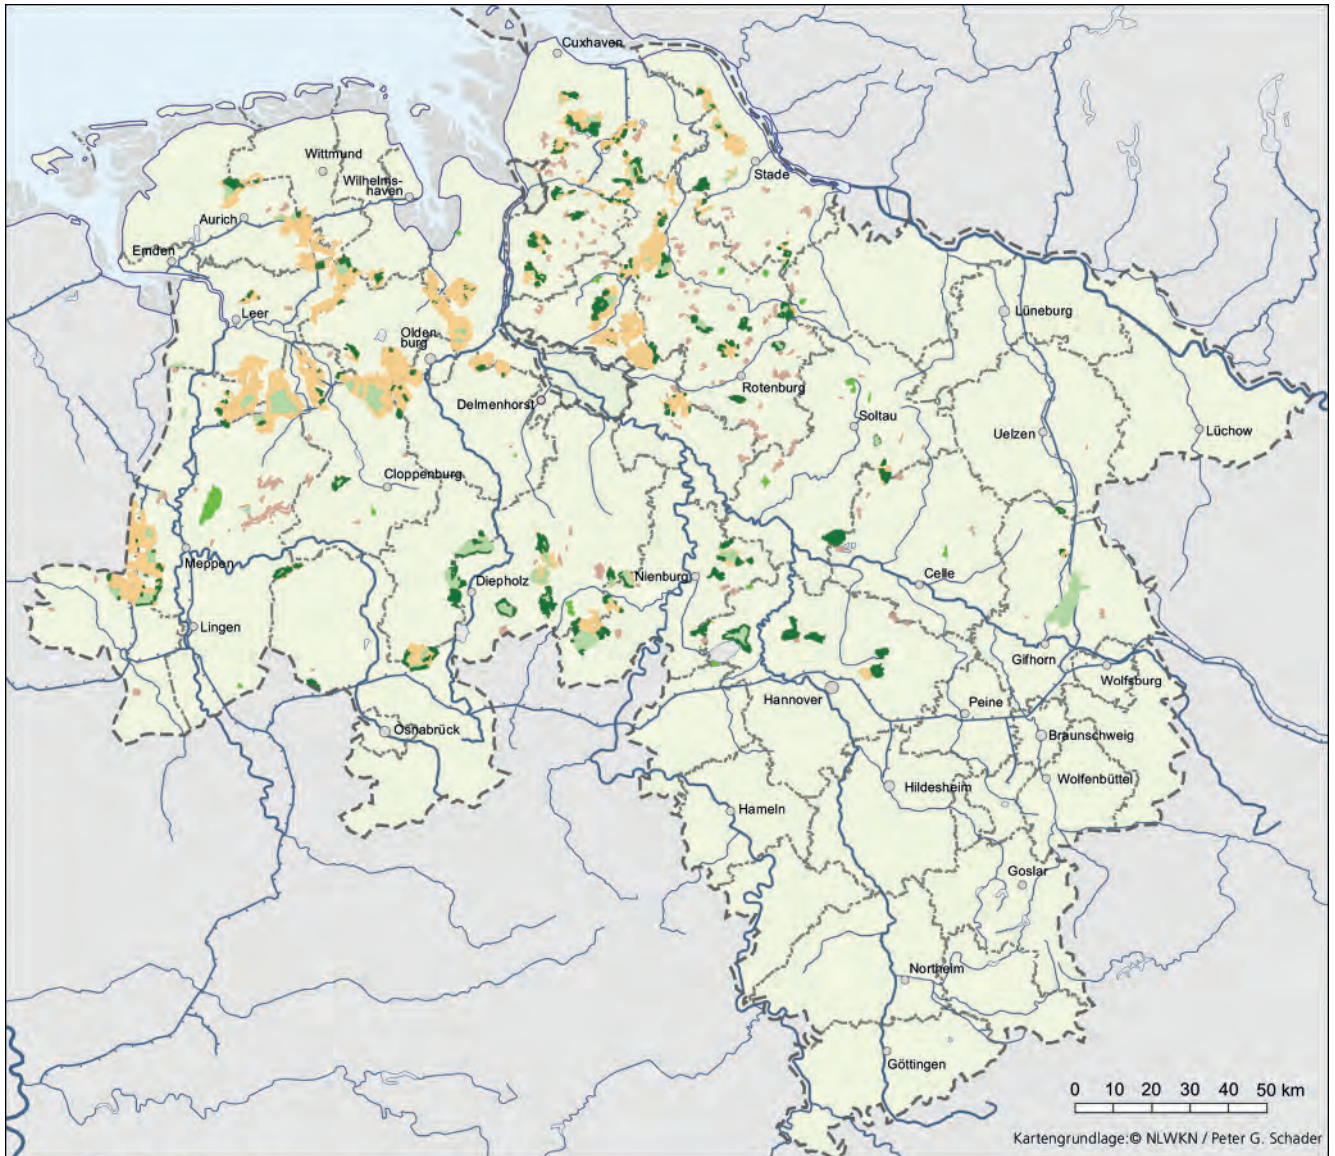 Cuxhaven
Wittmund
Wilhelms-
haven
Stade
Aurich
Emden
Leer
Lüneburg
Olden
burg
Rotenburg
Delmenhorst
Soltau
Uelzen
Lüchow
Cloppenburg
Meppen
Diepholz
Nienburg
Celle
Lingen
Gifhorn
Wolfsburg
Hannover
Peine
Osnabrück
Braunschweig
Wolfenbüttel
Hildesheim
Hameln
Goslar
Northeim
Göttingen
0 10 20 30 40 50 km
Kartengrundlage:© NLWKN / Peter G. Schader